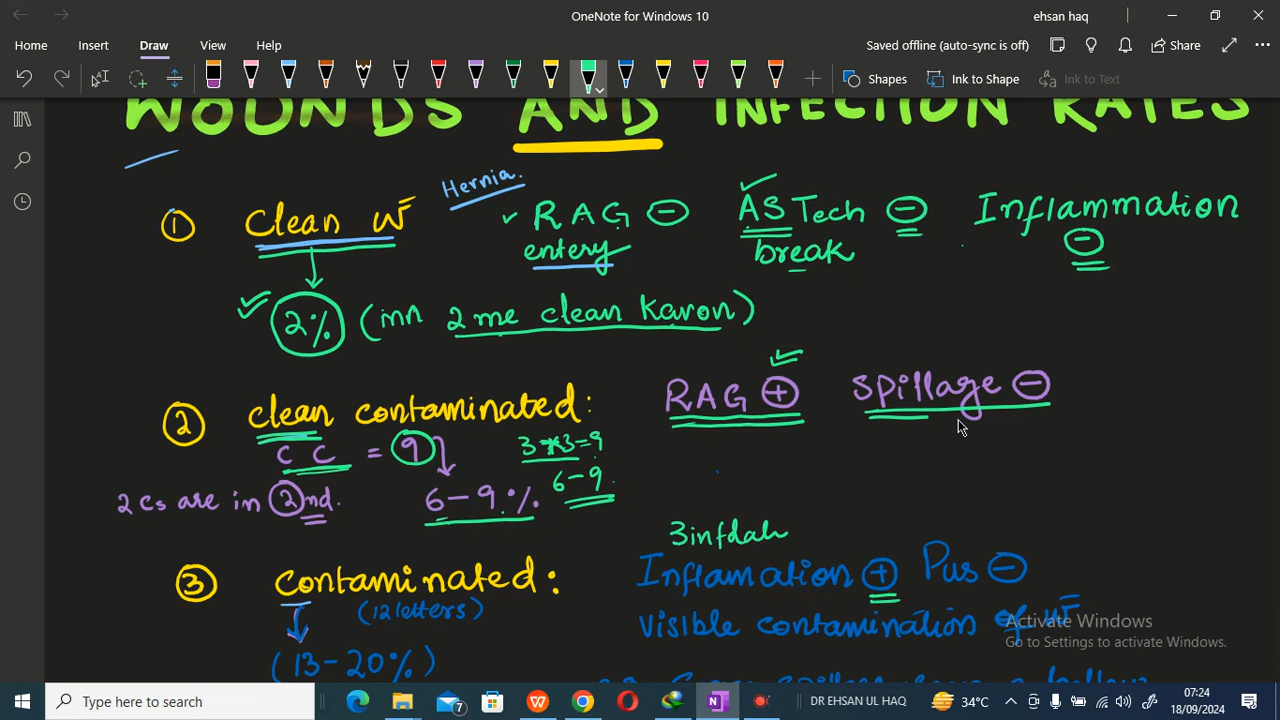 OneNote for Windows 10
ehsan haq
Home Insert Draw View Help
Saved offline (auto-sync is off)
Share
Shapes
Ink to Shape
Ink to Text
WOUNDS AND INFECTION RATES
Hernia.
① Clean w̄
RAG ⊖
entery
ASTech ⊖
break
Inflammation
⊖
2% (inn 2 me clean karon)
② clean contaminated:
RAG ⊕ spillage ⊖
C C = 9
3+3=9
2 Cs are in 2nd.
6-9%
6-9
③ contaminated:
3infdah
Inflamation ⊕ Pus ⊖
(12 letters)
visible contamination of w̄
(13-20%)
Activate Windows
Go to Settings to activate Windows.
Type here to search
7
DR EHSAN UL HAQ
34°C
07:24
18/09/2024